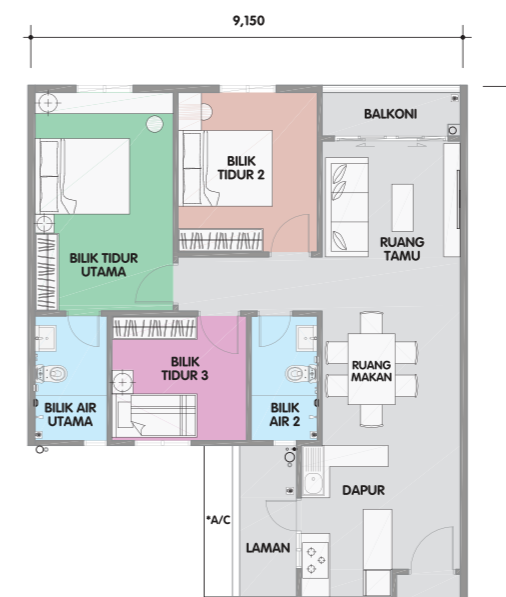 9,150
BALKONI
BILIK
TIDUR 2
RUANG
TAMU
BILIK TIDUR
UTAMA
RUANG
MAKAN
BILIK
TIDUR 3
BILIK AIR
UTAMA
BILIK
AIR 2
DAPUR
*A/C
LAMAN